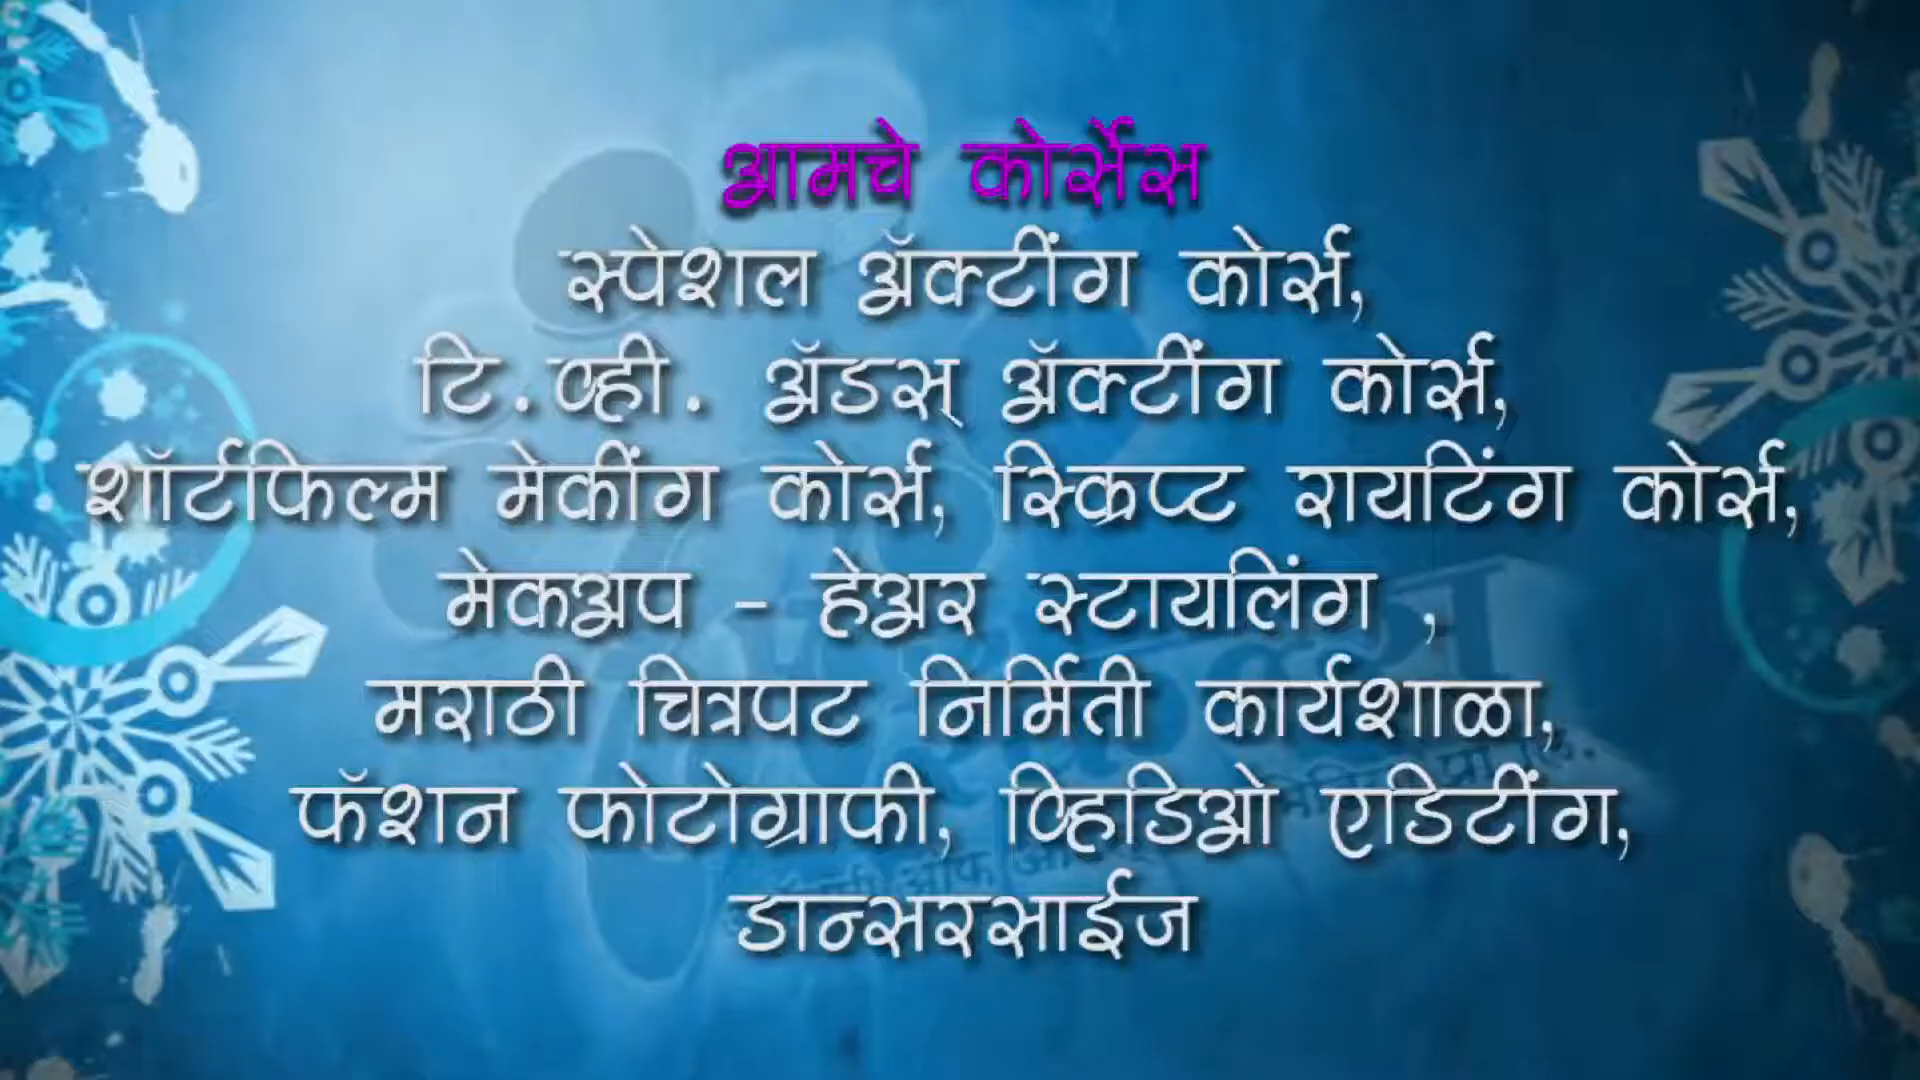 आमचे कोर्सेस
स्पेशल ॲक्टींग कोर्स,
टि.व्ही. ॲडस् ॲक्टींग कोर्स,
शॉर्टफिल्म मेकींग कोर्स, स्क्रिप्ट रायटिंग कोर्स,
मेकअप - हेअर स्टायलिंग ,
मराठी चित्रपट निर्मिती कार्यशाळा,
फॅशन फोटोग्राफी, व्हिडिओ एडिटींग,
डान्सरसाईज